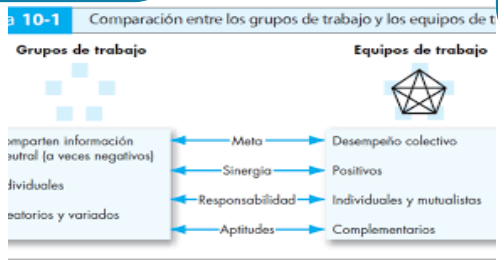 a 10-1 Comparación entre los grupos de trabajo y los equipos de t
Grupos de trabajo Equipos de trabajo
omparten información Meta Desempeño colectivo
eutral (a veces negativos) Sinergia Positivos
dividuales Responsabilidad Individuales y mutualistas
eatorios y variados Aptitudes Complementarios